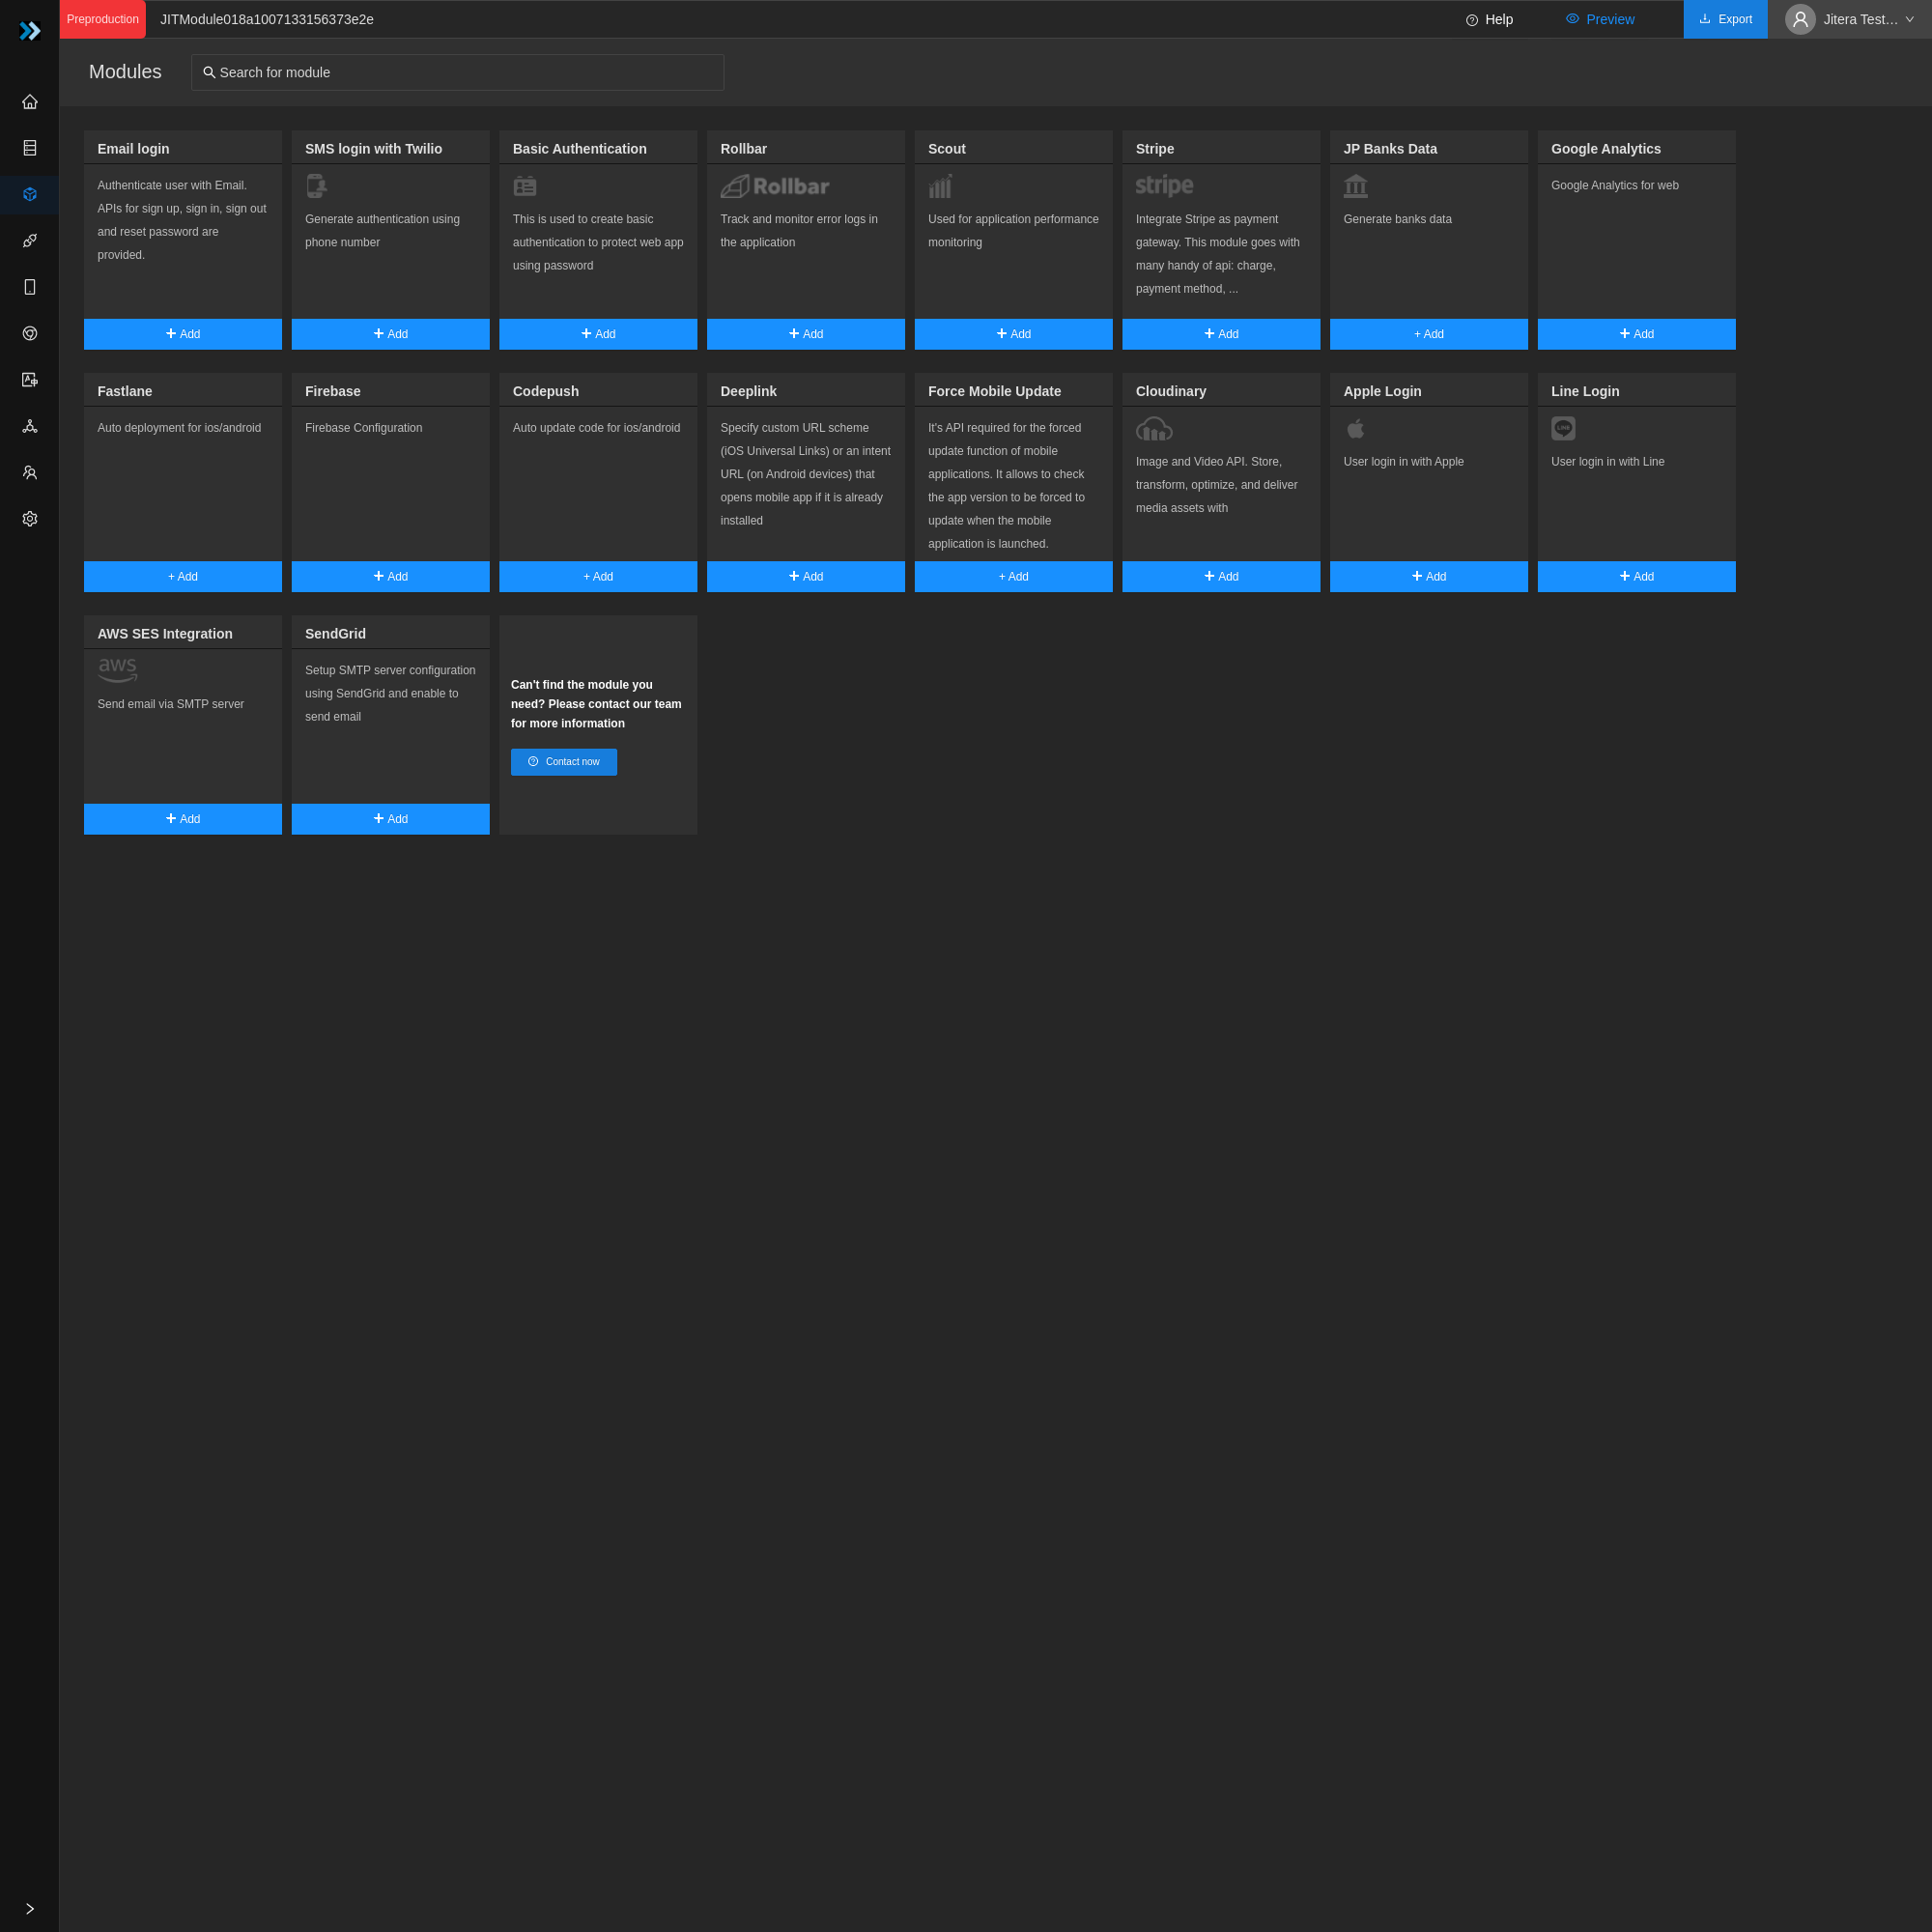 Preproduction
JITModule018a1007133156373e2e
Help
Preview
Export
Jitera Test…
Modules
Search for module
Email login
Authenticate user with Email.
APIs for sign up, sign in, sign out
and reset password are
provided.
Add
SMS login with Twilio
Generate authentication using
phone number
Add
Basic Authentication
This is used to create basic
authentication to protect web app
using password
Add
Rollbar
Rollbar
Track and monitor error logs in
the application
Add
Scout
Used for application performance
monitoring
Add
Stripe
stripe
Integrate Stripe as payment
gateway. This module goes with
many handy of api: charge,
payment method, ...
Add
JP Banks Data
Generate banks data
+ Add
Google Analytics
Google Analytics for web
Add
Fastlane
Auto deployment for ios/android
+ Add
Firebase
Firebase Configuration
Add
Codepush
Auto update code for ios/android
+ Add
Deeplink
Specify custom URL scheme
(iOS Universal Links) or an intent
URL (on Android devices) that
opens mobile app if it is already
installed
Add
Force Mobile Update
It's API required for the forced
update function of mobile
applications. It allows to check
the app version to be forced to
update when the mobile
application is launched.
+ Add
Cloudinary
Image and Video API. Store,
transform, optimize, and deliver
media assets with
Add
Apple Login
User login in with Apple
Add
Line Login
LINE
User login in with Line
Add
AWS SES Integration
aws
Send email via SMTP server
Add
SendGrid
Setup SMTP server configuration
using SendGrid and enable to
send email
Add
Can't find the module you
need? Please contact our team
for more information
Contact now